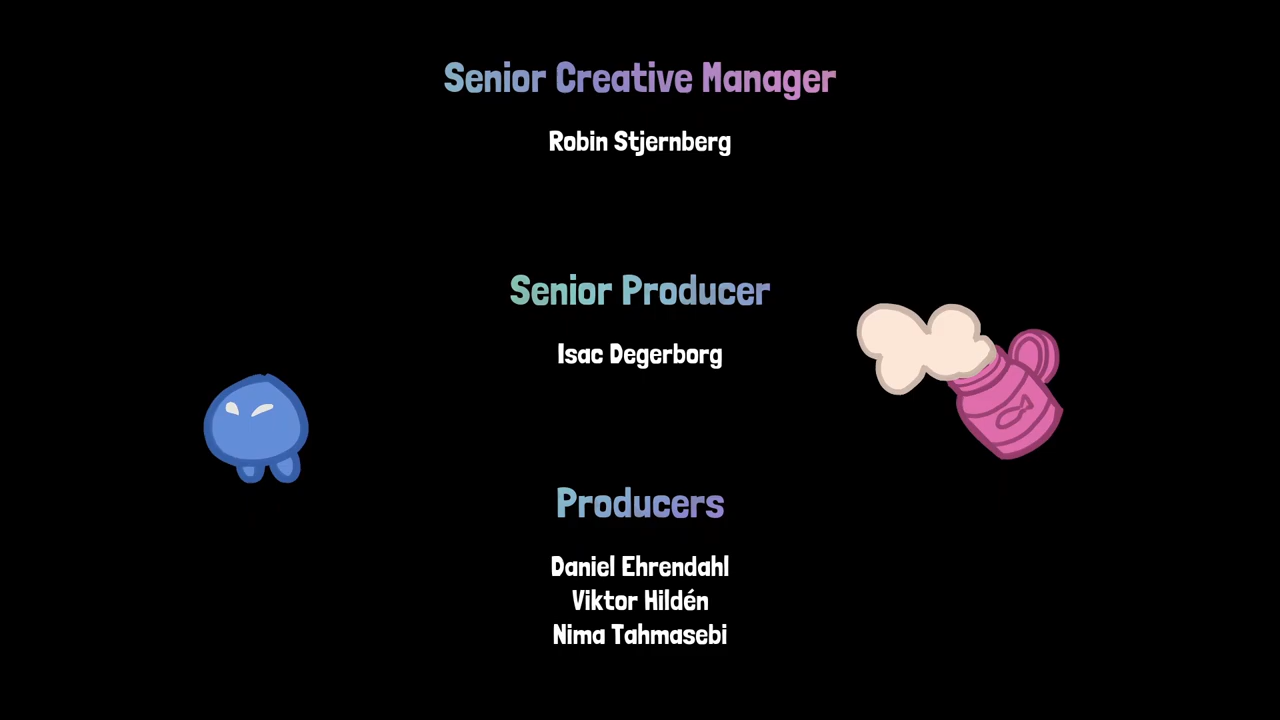 Senior Creative Manager
Robin Stjernberg
Senior Producer
Isac Degerborg
Producers
Daniel Ehrendahl
Viktor Hildén
Nima Tahmasebi